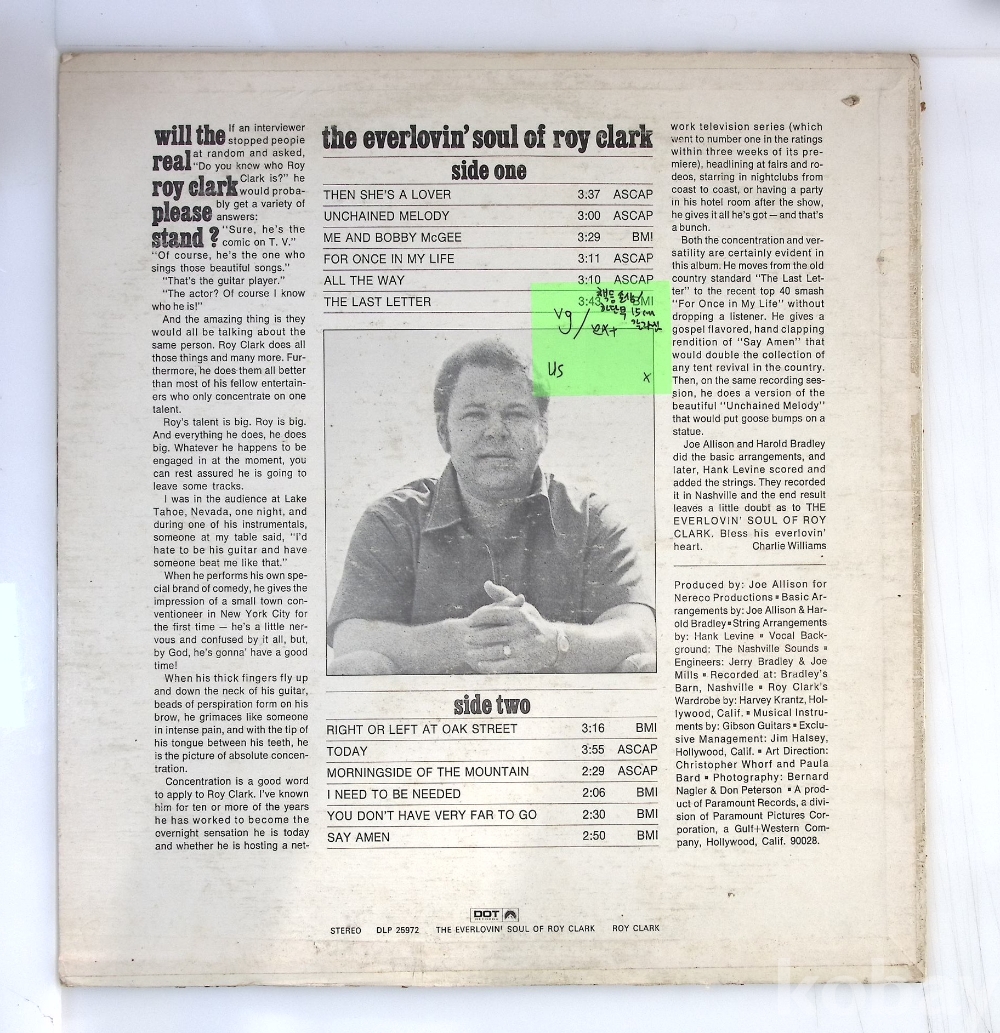 will the real roy clark please stand ?
If an interviewer
stopped people
at random and asked,
"Do you know who Roy
Clark is?" he
would proba-
bly get a variety of
answers:
"Sure, he's the
comic on T. V."
"Of course, he's the one who
sings those beautiful songs."
"That's the guitar player."
"The actor? Of course I know
who he is!"
And the amazing thing is they
would all be talking about the
same person. Roy Clark does all
those things and many more. Fur-
thermore, he does them all better
than most of his fellow entertain-
ers who only concentrate on one
talent.
Roy's talent is big. Roy is big.
And everything he does, he does
big. Whatever he happens to be
engaged in at the moment, you
can rest assured he is going to
leave some tracks.
I was in the audience at Lake
Tahoe, Nevada, one night, and
during one of his instrumentals,
someone at my table said, "I'd
hate to be his guitar and have
someone beat me like that."
When he performs his own spe-
cial brand of comedy, he gives the
impression of a small town con-
ventioneer in New York City for
the first time — he's a little ner-
vous and confused by it all, but,
by God, he's gonna' have a good
time!
When his thick fingers fly up
and down the neck of his guitar,
beads of perspiration form on his
brow, he grimaces like someone
in intense pain, and with the tip of
his tongue between his teeth, he
is the picture of absolute concen-
tration.
Concentration is a good word
to apply to Roy Clark. I've known
him for ten or more of the years
he has worked to become the
overnight sensation he is today
and whether he is hosting a net-
the everlovin' soul of roy clark
side one
THEN SHE'S A LOVER 3:37 ASCAP
UNCHAINED MELODY 3:00 ASCAP
ME AND BOBBY McGEE 3:29 BMI
FOR ONCE IN MY LIFE 3:11 ASCAP
ALL THE WAY 3:10 ASCAP
THE LAST LETTER 3:43 BMI
vg/ ex+
US x
side two
RIGHT OR LEFT AT OAK STREET 3:16 BMI
TODAY 3:55 ASCAP
MORNINGSIDE OF THE MOUNTAIN 2:29 ASCAP
I NEED TO BE NEEDED 2:06 BMI
YOU DON'T HAVE VERY FAR TO GO 2:30 BMI
SAY AMEN 2:50 BMI
work television series (which
went to number one in the ratings
within three weeks of its pre-
miere), headlining at fairs and ro-
deos, starring in nightclubs from
coast to coast, or having a party
in his hotel room after the show,
he gives it all he's got — and that's
a bunch.
Both the concentration and ver-
satility are certainly evident in
this album. He moves from the old
country standard "The Last Let-
ter" to the recent top 40 smash
"For Once in My Life" without
dropping a listener. He gives a
gospel flavored, hand clapping
rendition of "Say Amen" that
would double the collection of
any tent revival in the country.
Then, on the same recording ses-
sion, he does a version of the
beautiful "Unchained Melody"
that would put goose bumps on a
statue.
Joe Allison and Harold Bradley
did the basic arrangements, and
later, Hank Levine scored and
added the strings. They recorded
it in Nashville and the end result
leaves a little doubt as to THE
EVERLOVIN' SOUL OF ROY
CLARK. Bless his everlovin'
heart. Charlie Williams
Produced by: Joe Allison for
Nereco Productions ▪ Basic Ar-
rangements by: Joe Allison & Har-
old Bradley ▪ String Arrangements
by: Hank Levine ▪ Vocal Back-
ground: The Nashville Sounds ▪
Engineers: Jerry Bradley & Joe
Mills ▪ Recorded at: Bradley's
Barn, Nashville ▪ Roy Clark's
Wardrobe by: Harvey Krantz, Hol-
lywood, Calif. ▪ Musical Instru-
ments by: Gibson Guitars ▪ Exclu-
sive Management: Jim Halsey,
Hollywood, Calif. ▪ Art Direction:
Christopher Whorf and Paula
Bard ▪ Photography: Bernard
Nagler & Don Peterson ▪ A prod-
uct of Paramount Records, a divi-
sion of Paramount Pictures Cor-
poration, a Gulf+Western Com-
pany, Hollywood, Calif. 90028.
DOT
STEREO DLP 25972 THE EVERLOVIN' SOUL OF ROY CLARK ROY CLARK